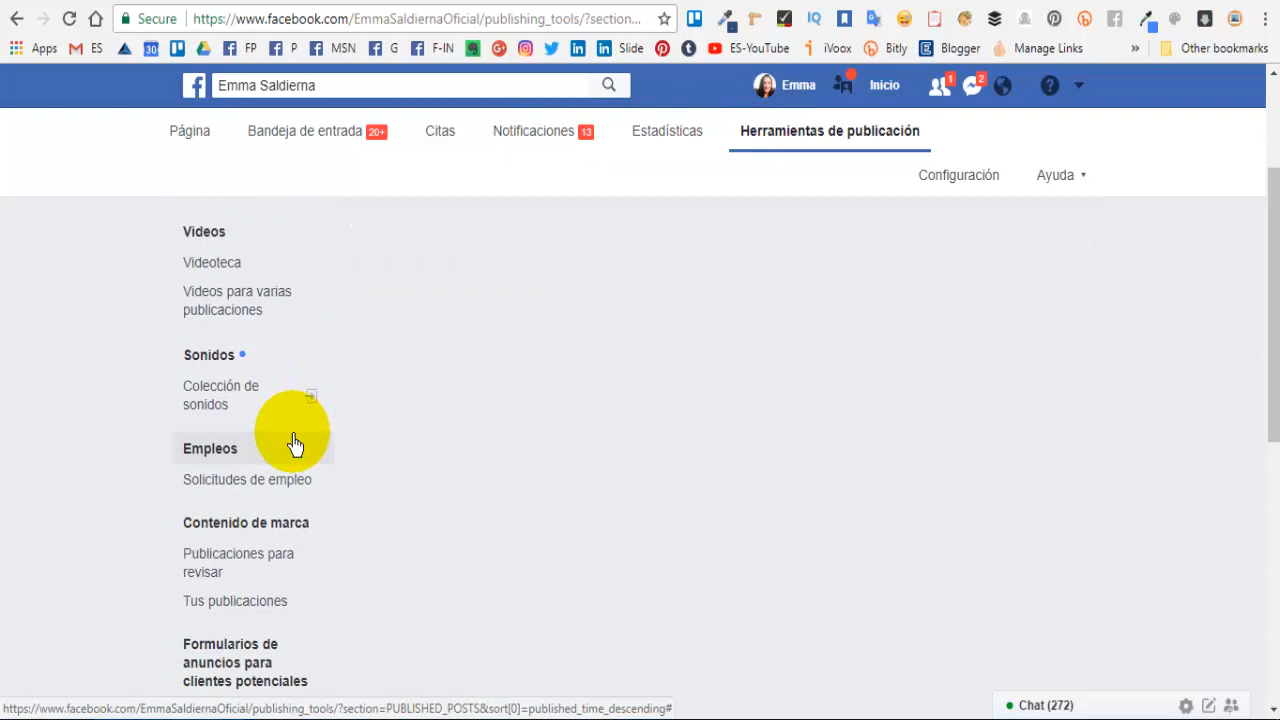 Secure https://www.facebook.com/EmmaSaldiernaOficial/publishing_tools/?section...
Apps ES FP P MSN G F-IN Slide ES-YouTube iVoox Bitly Blogger Manage Links » Other bookmarks
Emma Saldierna Emma Inicio 1 2
Página Bandeja de entrada 20+ Citas Notificaciones 13 Estadísticas Herramientas de publicación
Configuración Ayuda
Videos
Videoteca
Videos para varias
publicaciones
Sonidos
Colección de
sonidos
Empleos
Solicitudes de empleo
Contenido de marca
Publicaciones para
revisar
Tus publicaciones
Formularios de
anuncios para
clientes potenciales
https://www.facebook.com/EmmaSaldiernaOficial/publishing_tools/?section=PUBLISHED_POSTS&sort[0]=published_time_descending#
Chat (272)